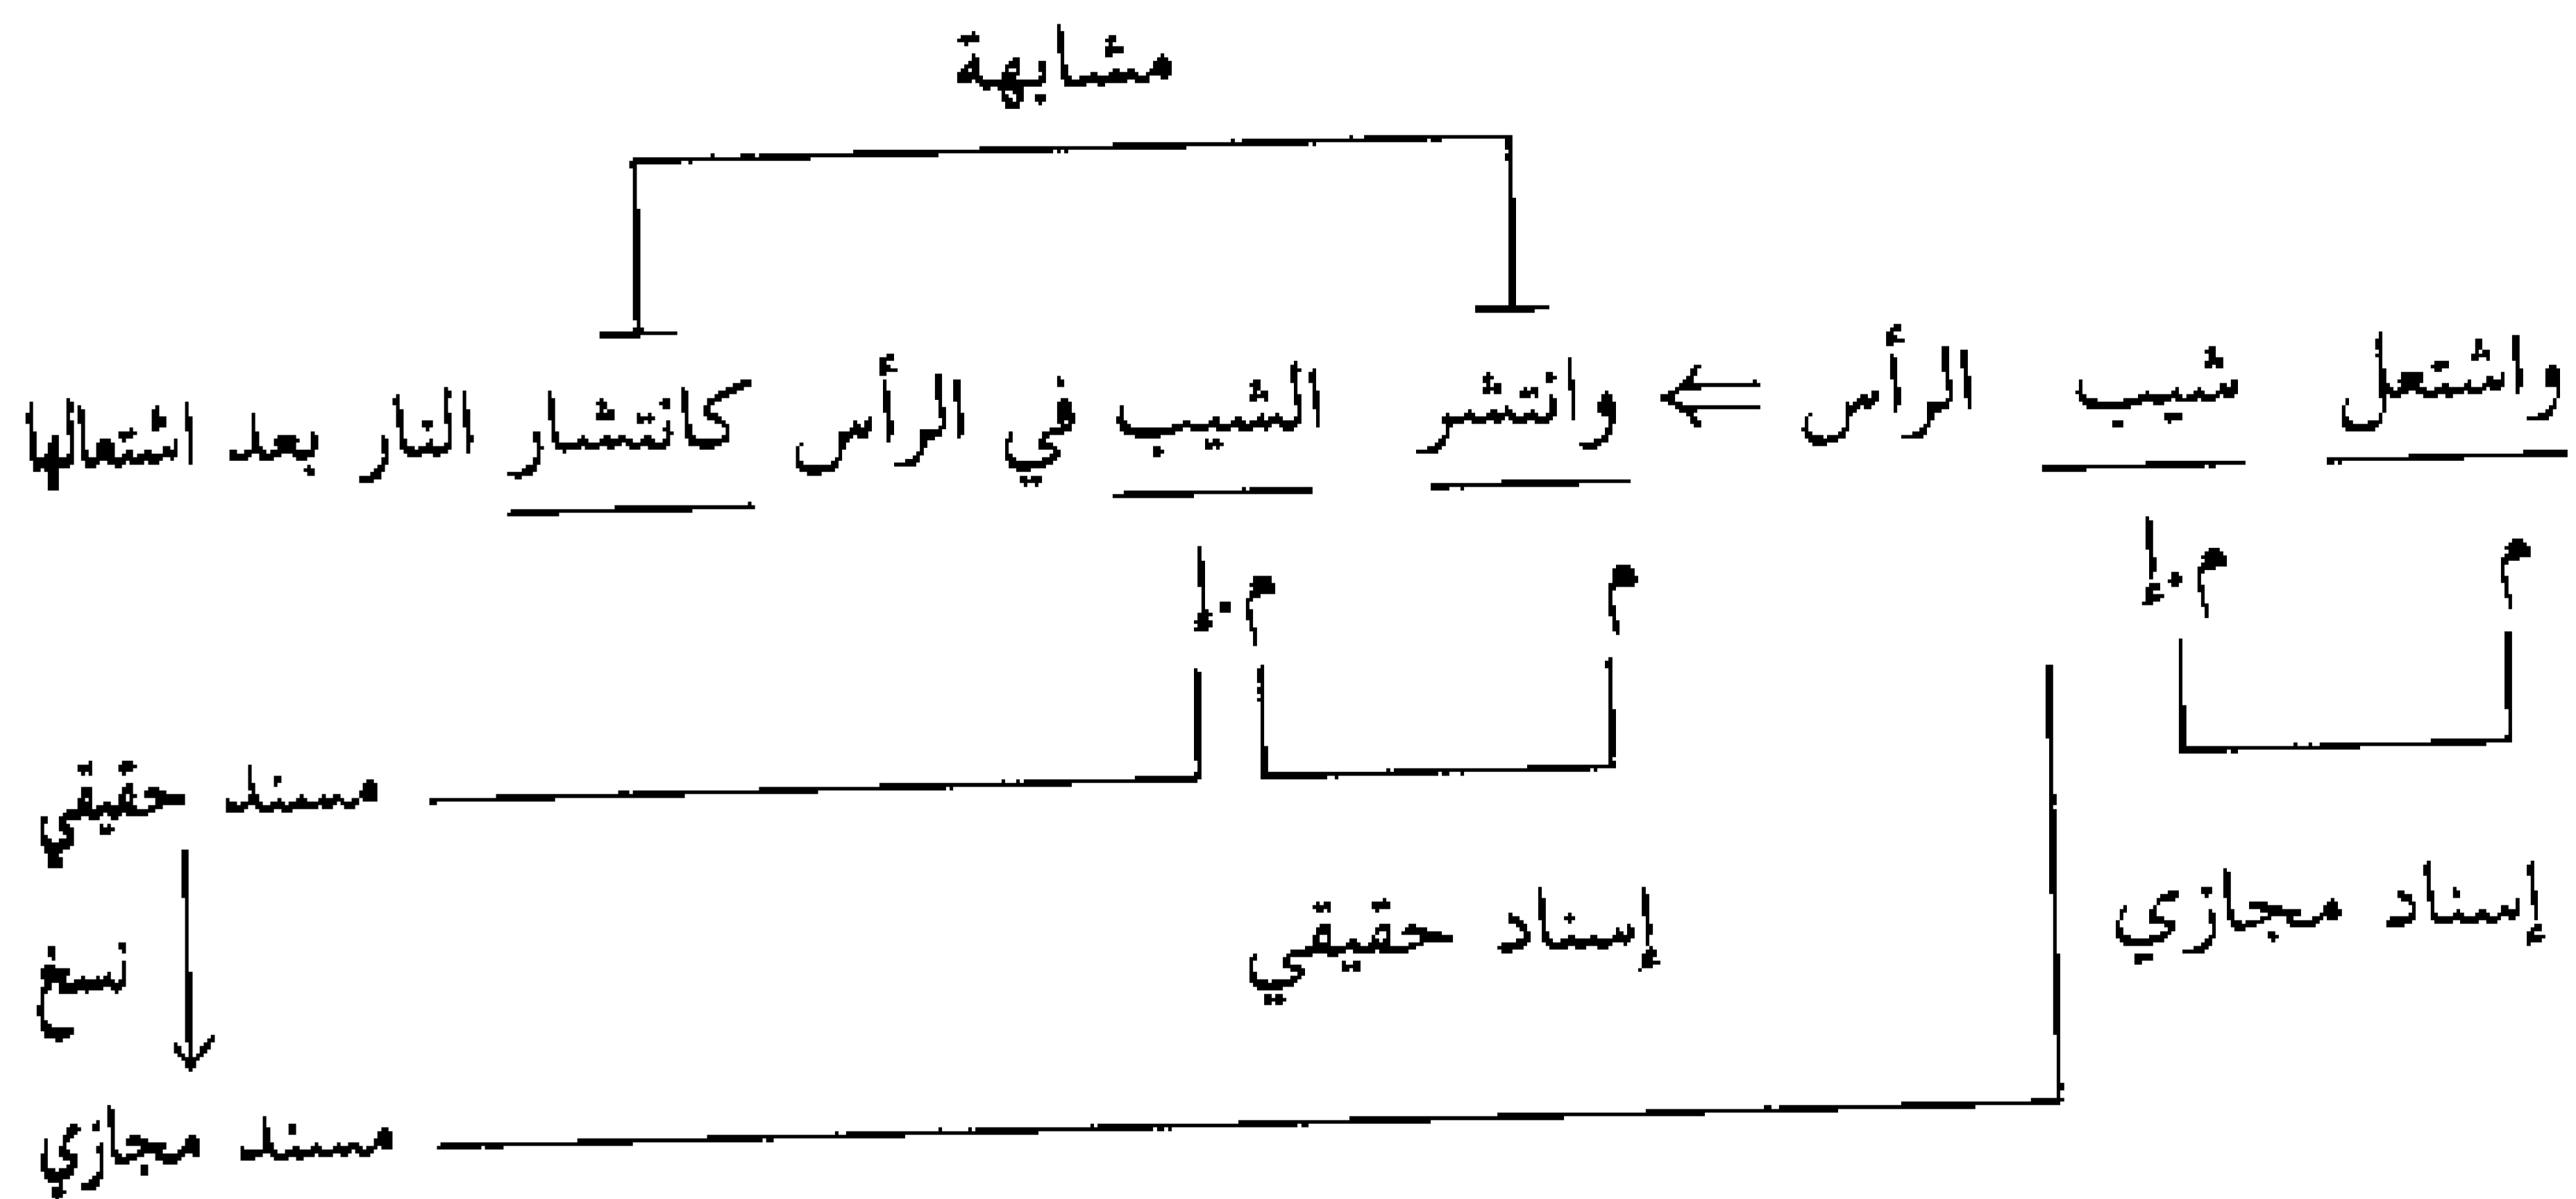 مشابهة
واشتعل شيب الرأس ⇐ وانتشر الشيب في الرأس كانتشار النار بعد اشتعالها
م م.إ م م.إ
مسند حقيقي
إسناد مجازي إسناد حقيقي نسغ
مسند مجازي